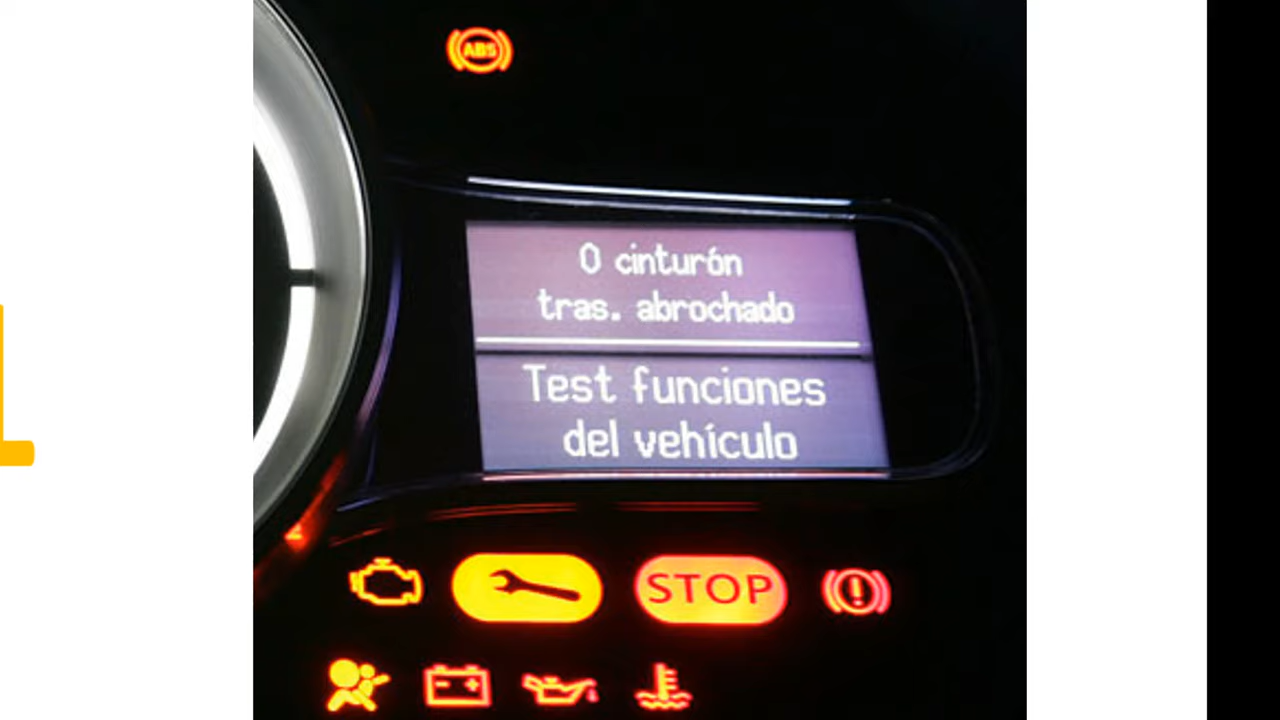 ABS
0 cinturón
tras. abrochado
Test funciones
del vehículo
STOP